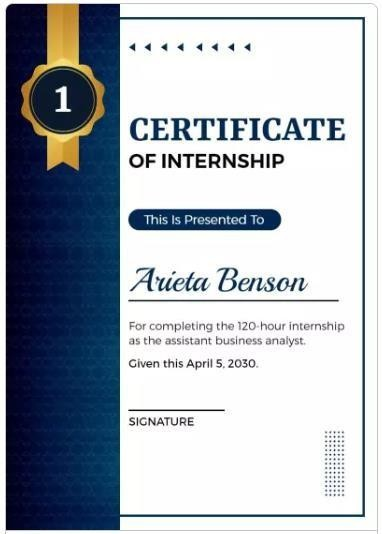 1
CERTIFICATE
OF INTERNSHIP
This Is Presented To
Arieta Benson
For completing the 120-hour internship
as the assistant business analyst.
Given this April 5, 2030.
SIGNATURE